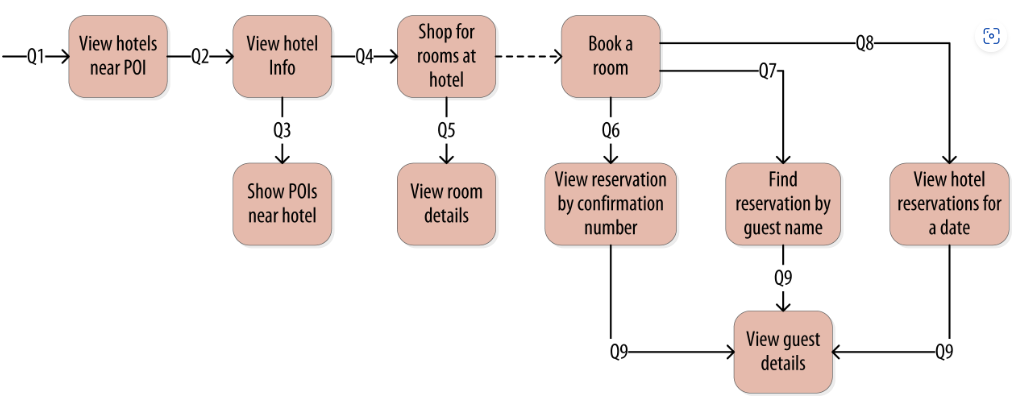 Q1
View hotels
near POI
Q2
View hotel
Info
Q4
Shop for
rooms at
hotel
Book a
room
Q8
Q7
Q3
Q5
Q6
Show POIs
near hotel
View room
details
View reservation
by confirmation
number
Find
reservation by
guest name
View hotel
reservations for
a date
Q9
View guest
details
Q9
Q9